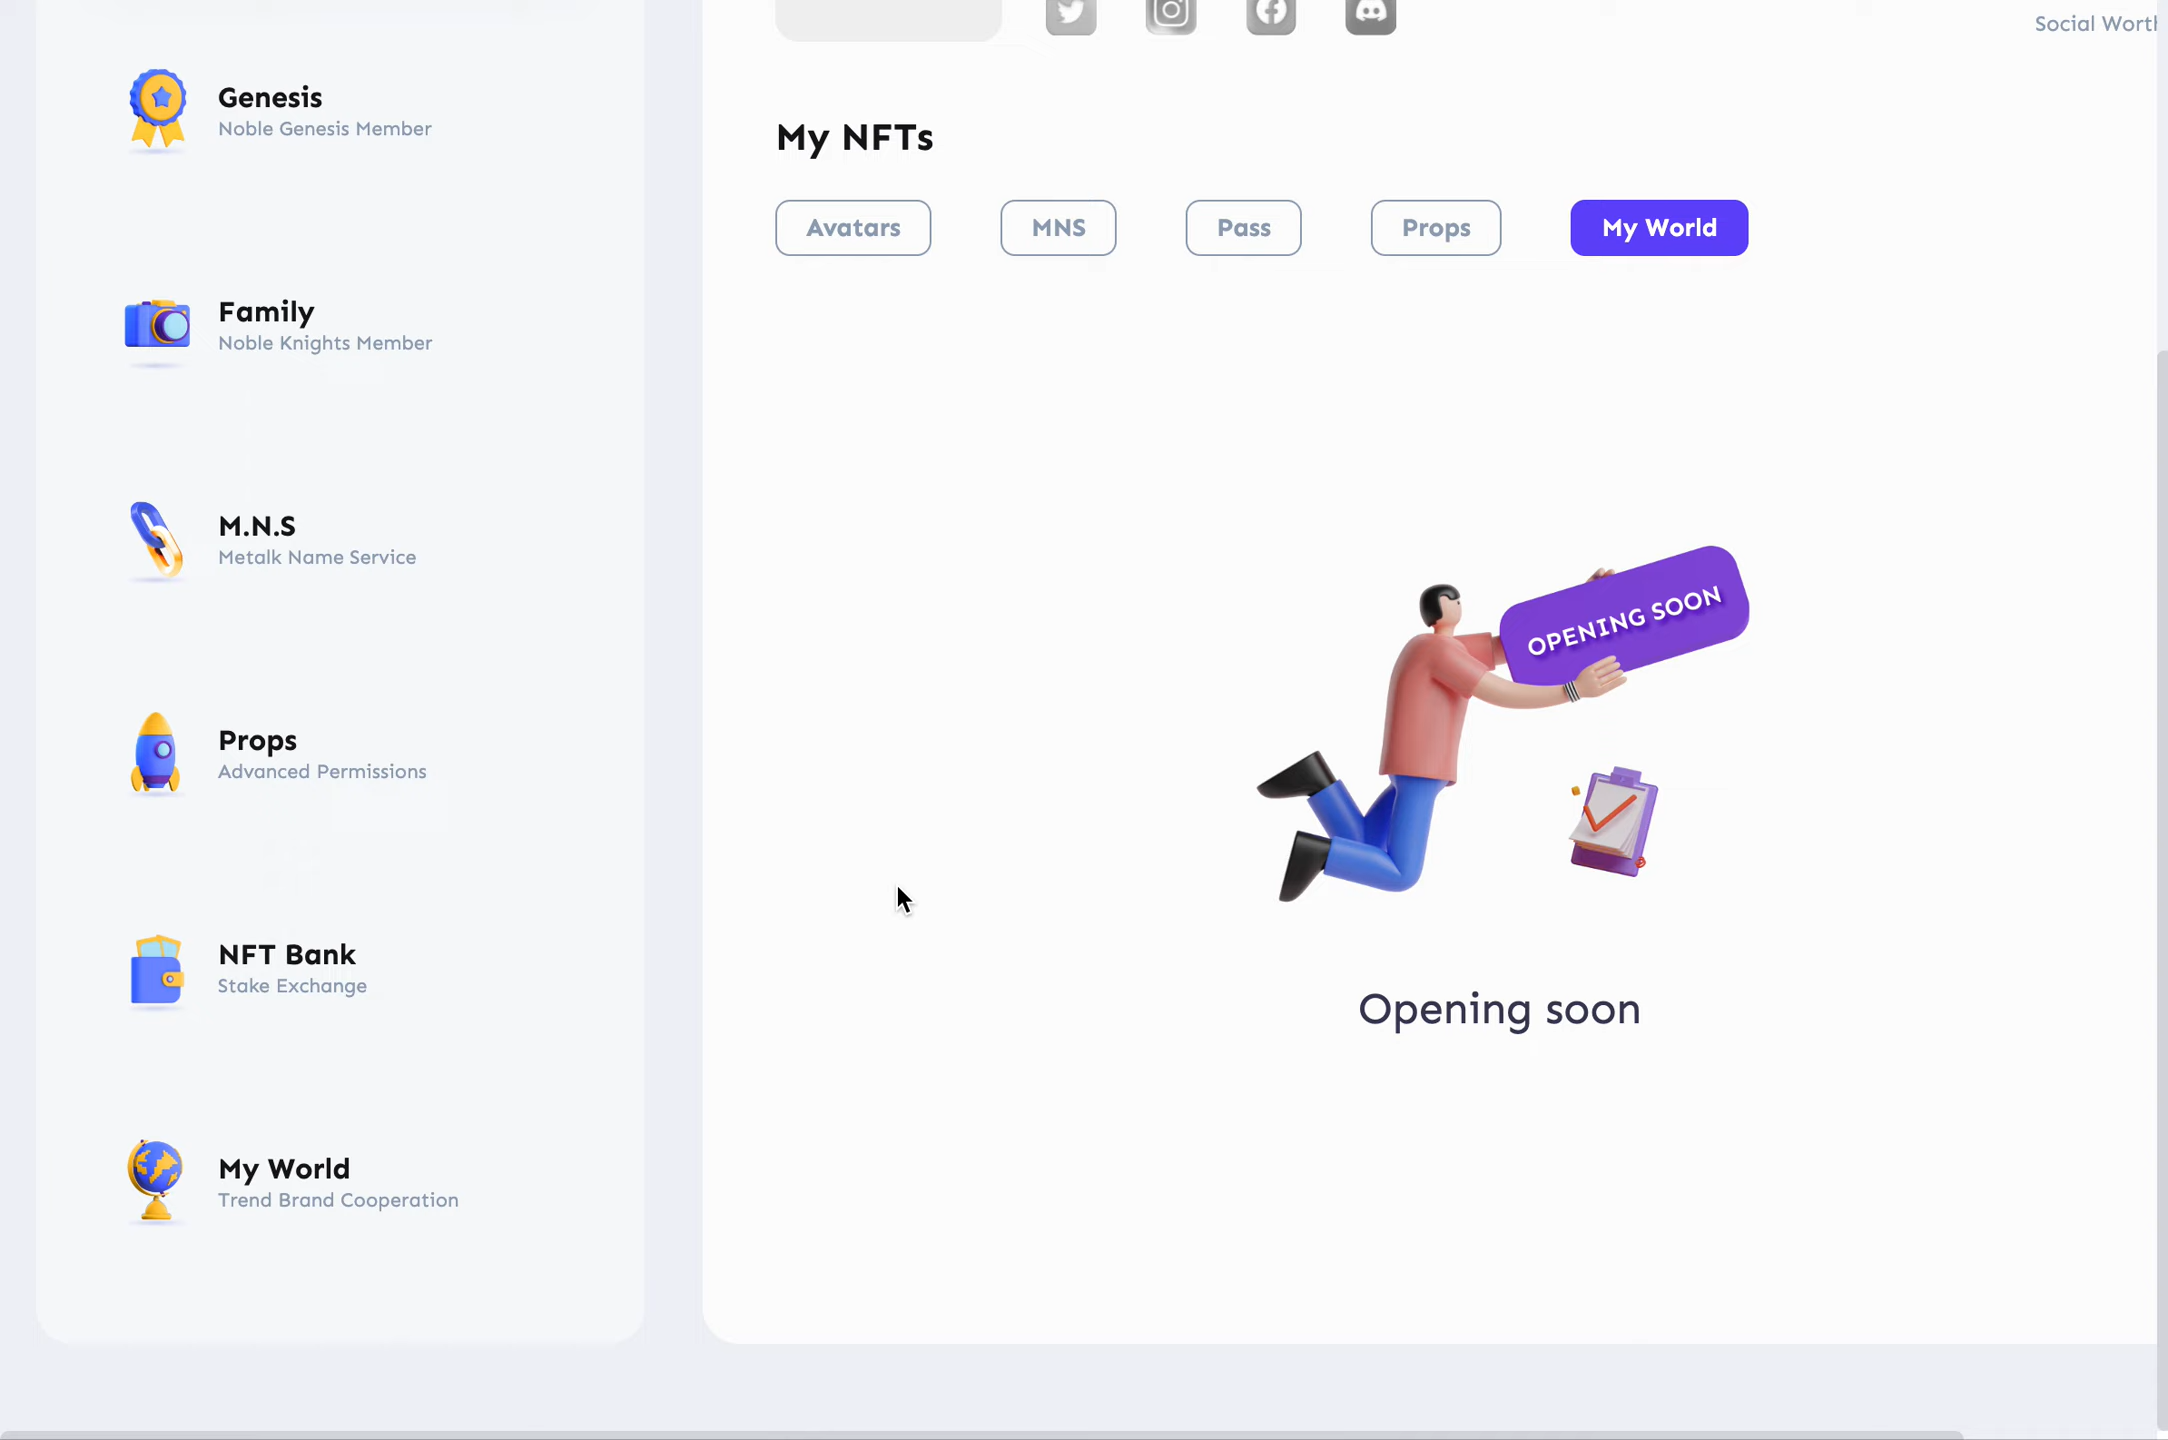 Social Worth
Genesis
Noble Genesis Member
Family
Noble Knights Member
M.N.S
Metalk Name Service
Props
Advanced Permissions
NFT Bank
Stake Exchange
My World
Trend Brand Cooperation
My NFTs
Avatars
MNS
Pass
Props
My World
OPENING SOON
Opening soon